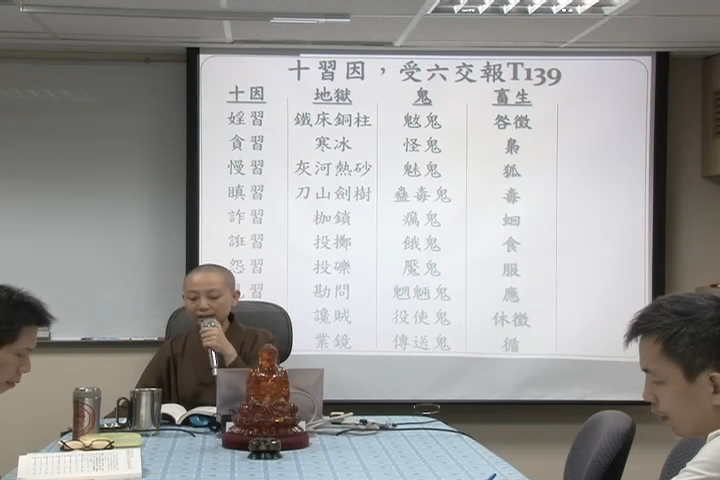 十習因，受六交報T139
十因 地獄 鬼 畜生
婬習 鐵床銅柱 魃鬼 咎徵
貪習 寒冰 怪鬼 梟
慢習 灰河熱砂 魅鬼 狐
瞋習 刀山劍樹 蠱毒鬼 毒
詐習 枷鎖 癘鬼 蛔
誑習 投擲 餓鬼 食
怨習 投礫 魘鬼 服
習 勘問 魍魎鬼 應
讒賊 役使鬼 休徵
業鏡 傳送鬼 循